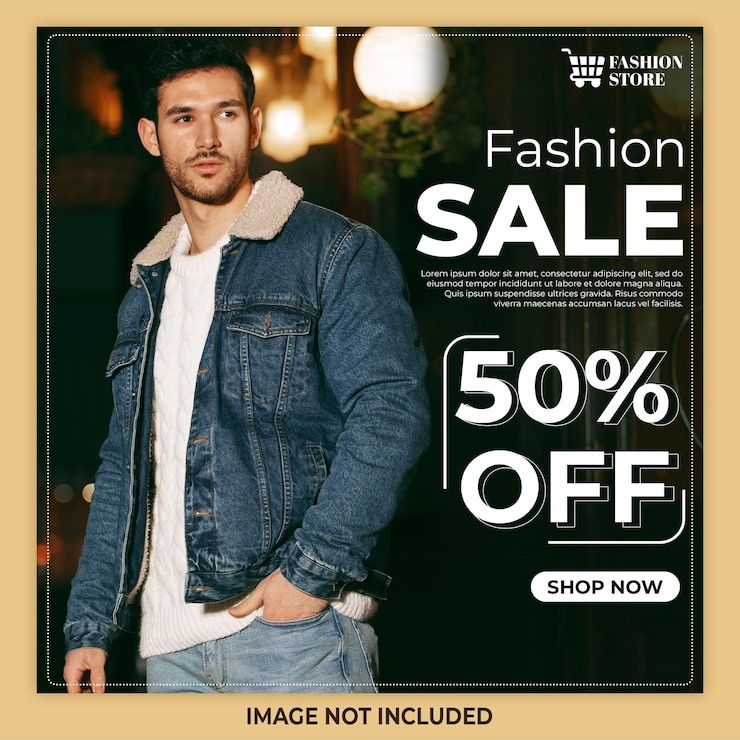 FASHION
STORE
Fashion
SALE
Lorem ipsum dolor sit amet, consectetur adipiscing elit, sed do
eiusmod tempor incididunt ut labore et dolore magna aliqua.
Quis ipsum suspendisse ultrices gravida. Risus commodo
viverra maecenas accumsan lacus vel facilisis.
50%
OFF
SHOP NOW
IMAGE NOT INCLUDED